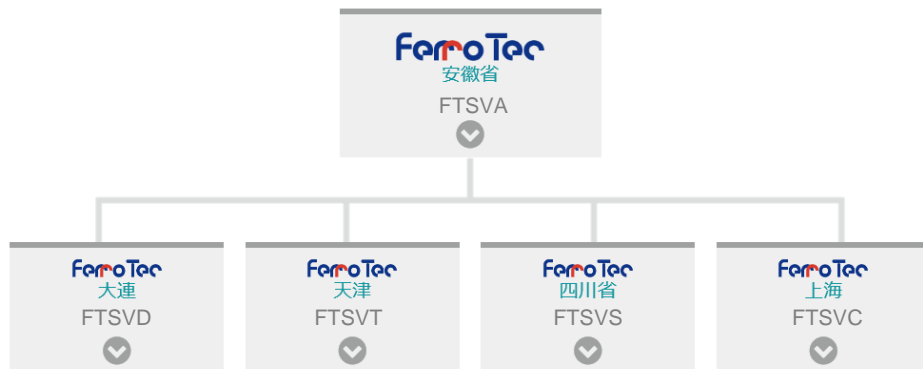 FerroTec
安徽省
FTSVA
FerroTec
大連
FTSVD
FerroTec
天津
FTSVT
FerroTec
四川省
FTSVS
FerroTec
上海
FTSVC